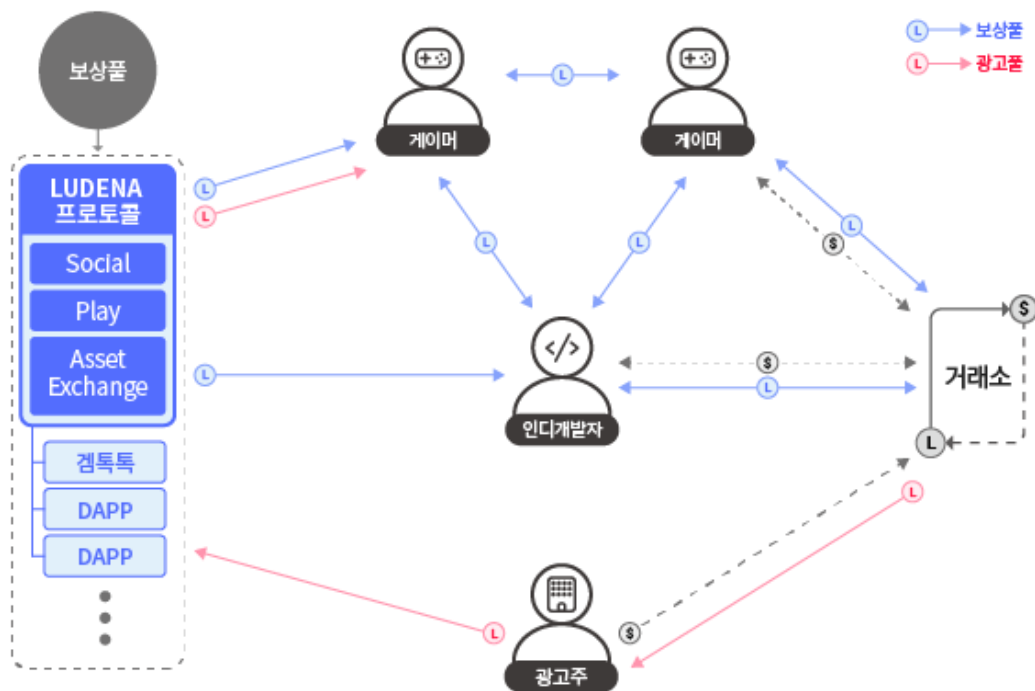 보상풀
LUDENA
프로토콜
Social
Play
Asset
Exchange
겜톡톡
DAPP
DAPP
L
L
L
게이머
L
게이머
L
보상풀
L
광고풀
L
L
L
$
</>
인디개발자
$
L
$
거래소
L
L
L
$
광고주